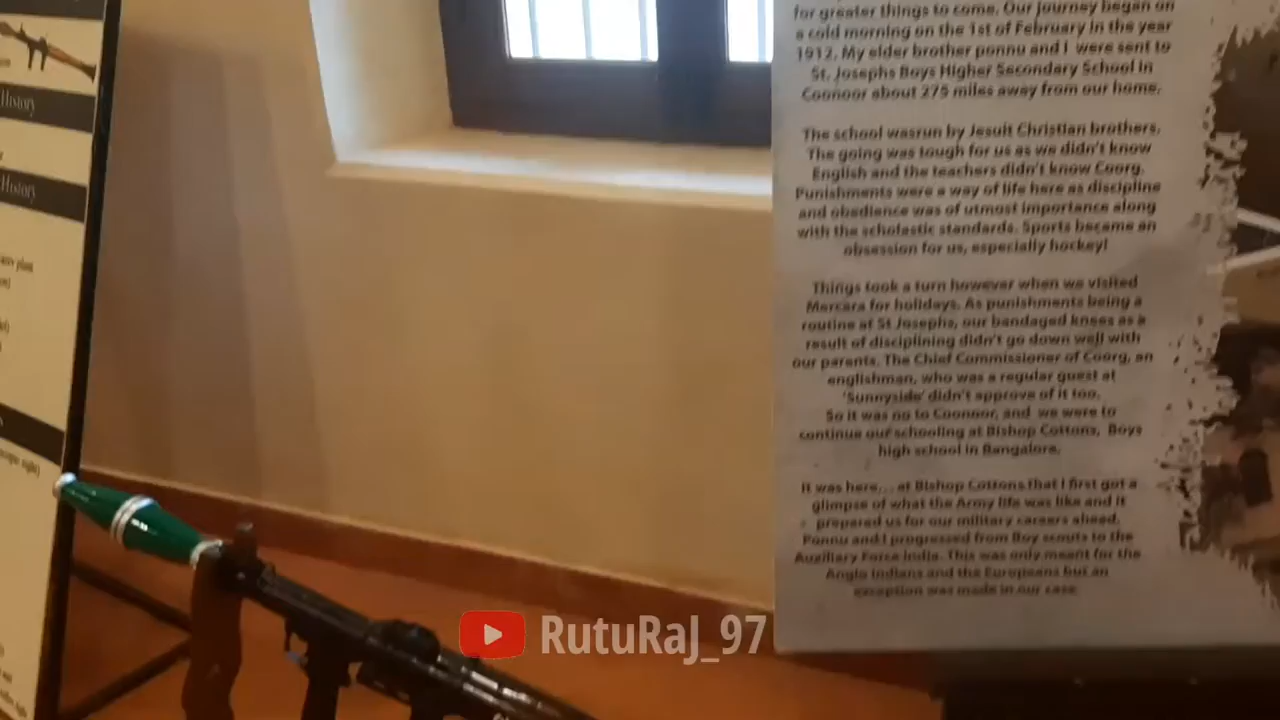 History
History
for greater things to come. Our Journey began on
a cold morning on the 1st of February in the year
1912. My elder brother ponnu and I were sent to
St. Josephs Boys Higher Secondary School in
Coonoor about 275 miles away from our home.
The school wasrun by Jesuit Christian brothers.
The going was tough for us as we didn't know
English and the teachers didn't know Coorg.
Punishments were a way of life here as discipline
and obedience was of utmost importance along
with the scholastic standards. Sports became an
obsession for us, especially hockey!
Things took a turn however when we visited
Mercara for holidays. As punishments being a
routine at St Josephs, our bandaged knees as a
result of disciplining didn't go down well with
our parents. The Chief Commissioner of Coorg, an
englishman, who was a regular guest at
'Sunnyside' didn't approve of it too.
So it was no to Coonoor, and we were to
continue our schooling at Bishop Cottons, Boys
high school in Bangalore.
It was here... at Bishop Cottons that I first got a
glimpse of what the Army life was like and it
prepared us for our military careers ahead.
Ponnu and I progressed from Boy scouts to the
Auxiliary Force India. This was only meant for the
Anglo Indians and the Europeans but an
exception was made in our case
RutuRaJ_97